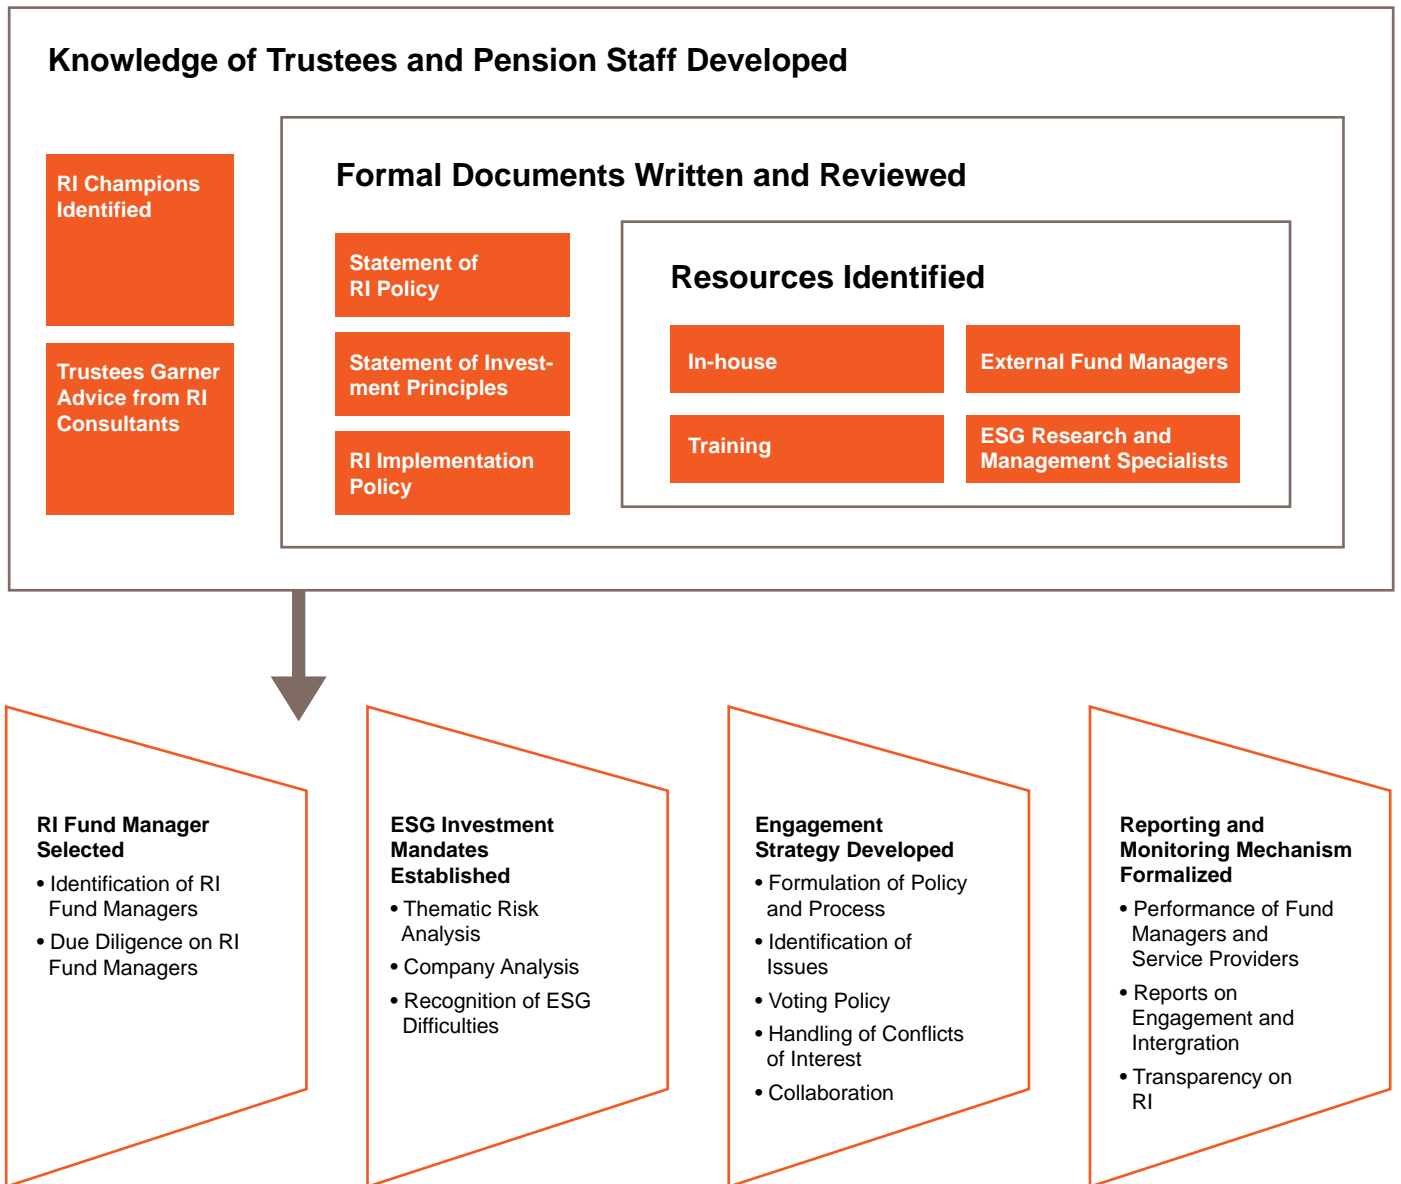 Knowledge of Trustees and Pension Staff Developed
RI Champions
Identified
Trustees Garner
Advice from RI
Consultants
Formal Documents Written and Reviewed
Statement of
RI Policy
Statement of Invest-
ment Principles
RI Implementation
Policy
Resources Identified
In-house
External Fund Managers
Training
ESG Research and
Management Specialists
RI Fund Manager
Selected
• Identification of RI
Fund Managers
• Due Diligence on RI
Fund Managers
ESG Investment
Mandates
Established
• Thematic Risk
Analysis
• Company Analysis
• Recognition of ESG
Difficulties
Engagement
Strategy Developed
• Formulation of Policy
and Process
• Identification of
Issues
• Voting Policy
• Handling of Conflicts
of Interest
• Collaboration
Reporting and
Monitoring Mechanism
Formalized
• Performance of Fund
Managers and
Service Providers
• Reports on
Engagement and
Intergration
• Transparency on
RI